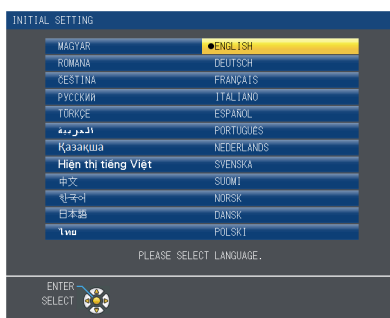 INITIAL SETTING
MAGYAR ●ENGLISH
ROMÂNĂ DEUTSCH
ČEŠTINA FRANÇAIS
РУССКИЙ ITALIANO
TÜRKÇE ESPAÑOL
العربية PORTUGUÊS
Қазақша NEDERLANDS
Hiện thị tiếng Việt SVENSKA
中文 SUOMI
한국어 NORSK
日本語 DANSK
ไทย POLSKI
PLEASE SELECT LANGUAGE.
ENTER
SELECT